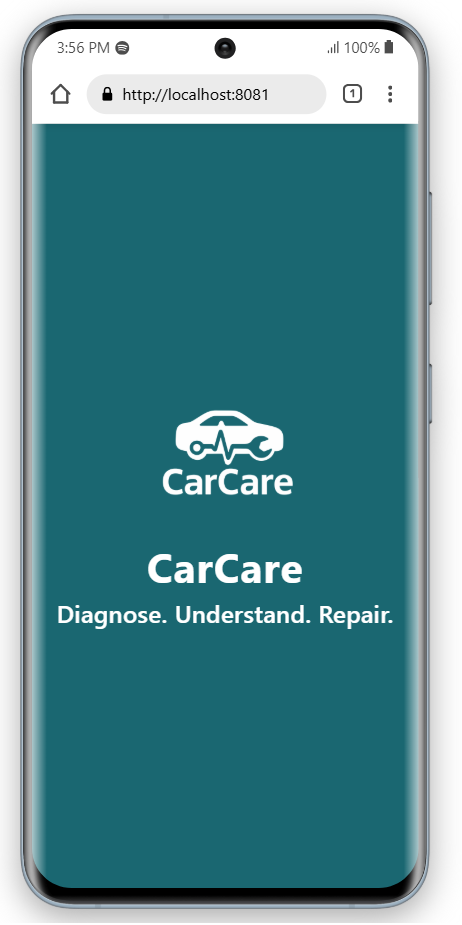 3:56 PM 100%
http://localhost:8081 1
CarCare
CarCare
Diagnose. Understand. Repair.